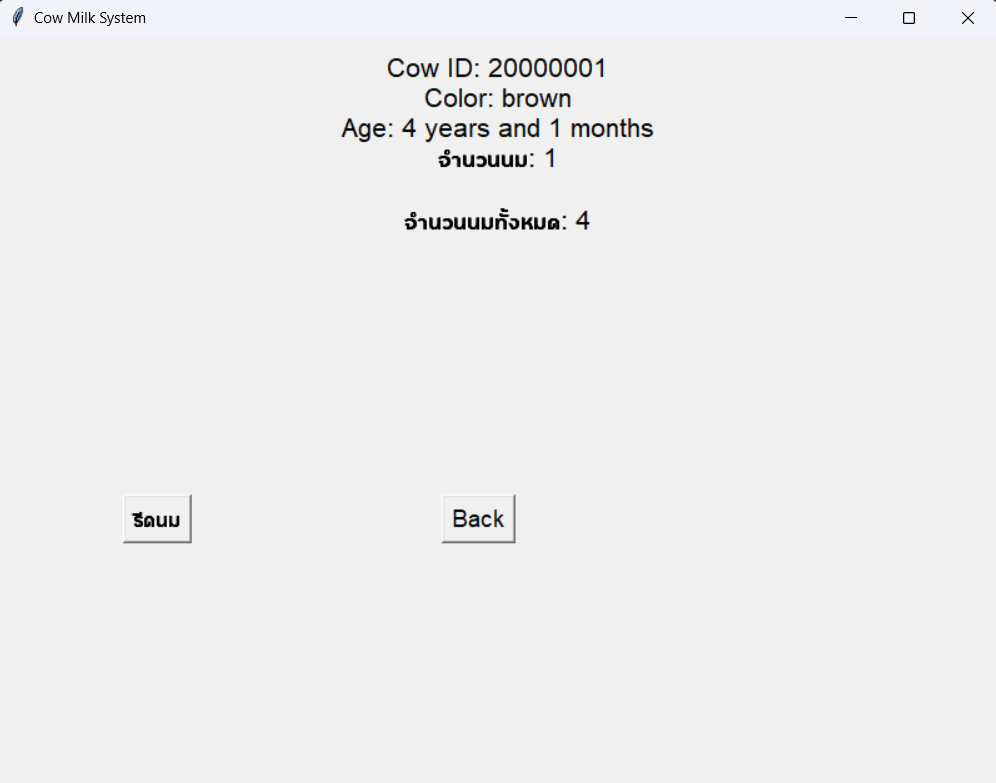 Cow Milk System
Cow ID: 20000001
Color: brown
Age: 4 years and 1 months
จำนวนนม: 1
จำนวนนมทั้งหมด: 4
รีดนม
Back